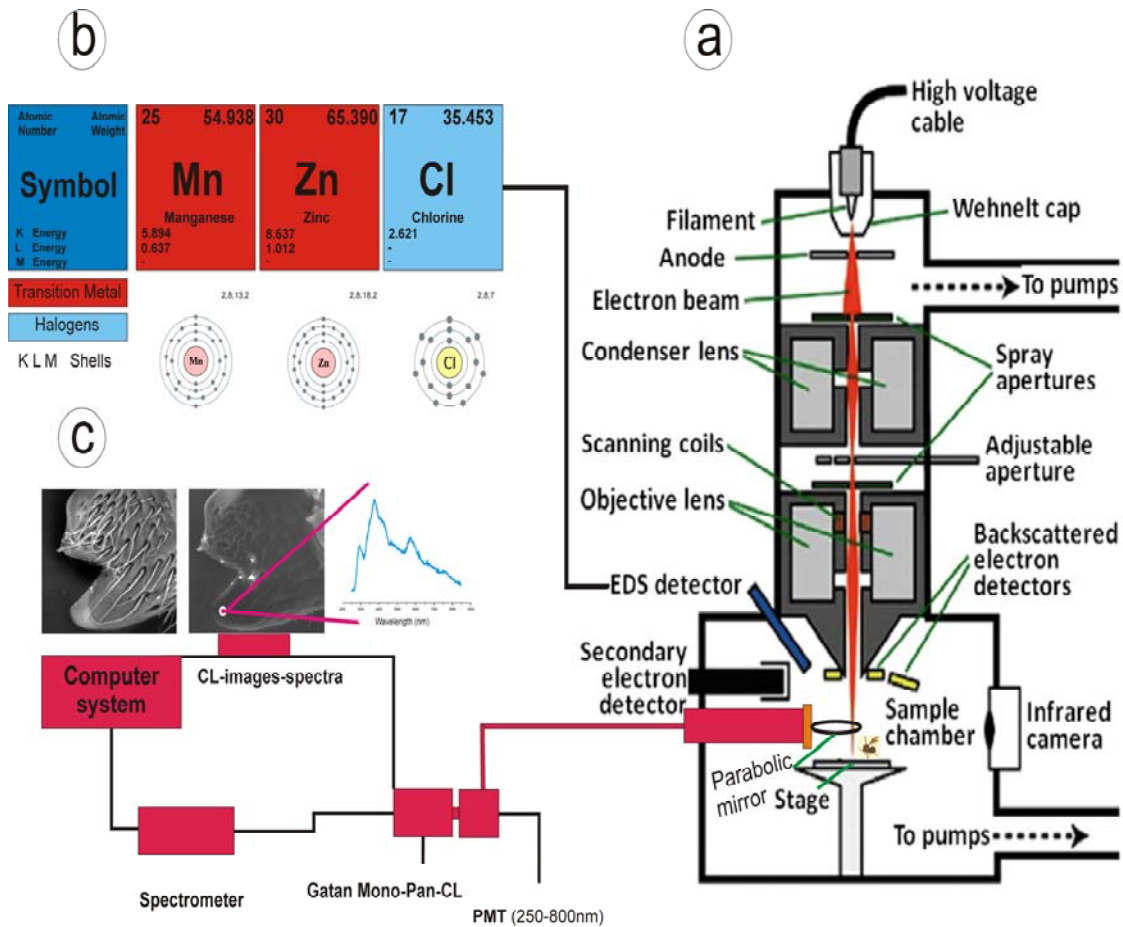 b
Atomic Number
Atomic Weight
Symbol
K Energy
L Energy
M Energy
25 54.938
Mn
Manganese
5.894
0.637
-
30 65.390
Zn
Zinc
8.637
1.012
-
17 35.453
Cl
Chlorine
2.621
-
-
Transition Metal
Halogens
K L M Shells
2,8,13,2
Mn
2,8,18,2
Zn
2,8,7
Cl
a
High voltage
cable
Filament
Wehnelt cap
Anode
To pumps
Electron beam
Condenser lens
Spray
apertures
Scanning coils
Adjustable
aperture
Objective lens
Backscattered
electron
detectors
EDS detector
Secondary
electron
detector
Sample
chamber
Infrared
camera
Parabolic
mirror
Stage
To pumps
c
Wavelength (nm)
CL-images-spectra
Computer
system
Spectrometer
Gatan Mono-Pan-CL
PMT (250-800nm)